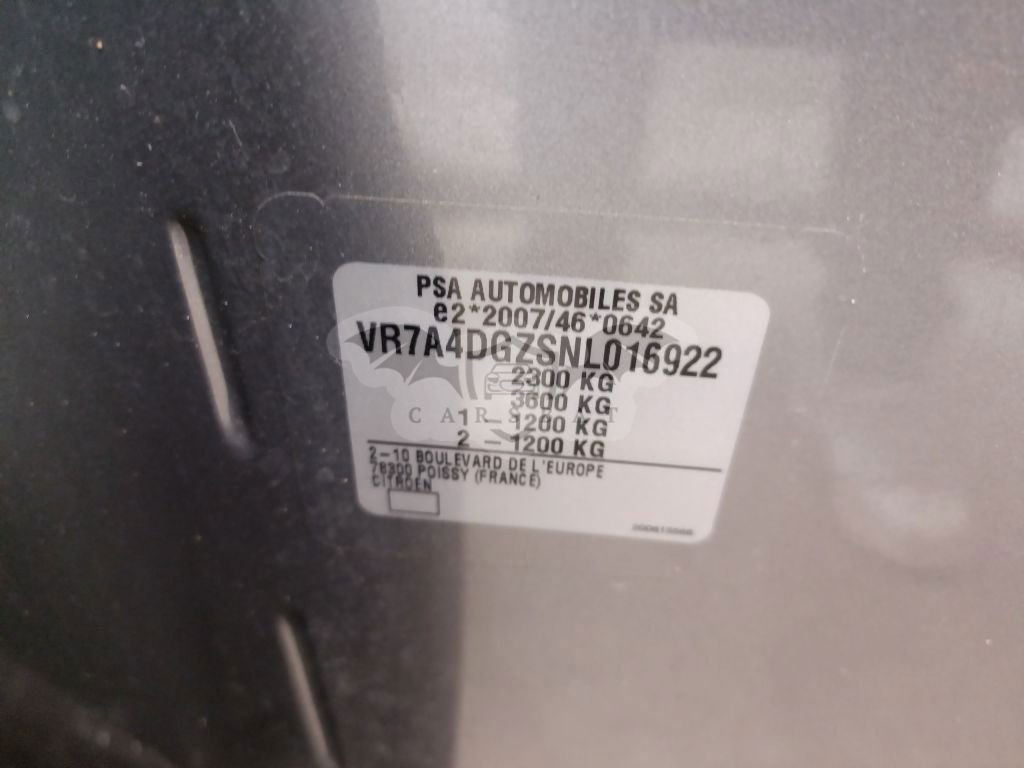 PSA AUTOMOBILES SA
e2*2007/46*0642
VR7A4DGZSNL016922
2300 KG
3600 KG
1 - 1200 KG
2 - 1200 KG
2-10 BOULEVARD DE L'EUROPE
78300 POISSY (FRANCE)
CITROEN